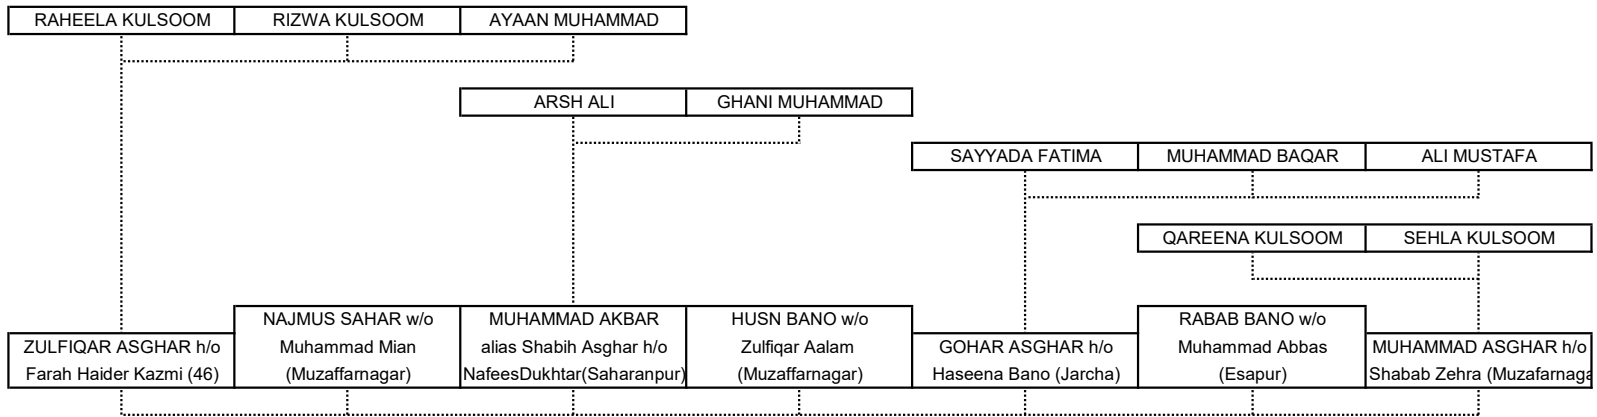 RAHEELA KULSOOM
RIZWA KULSOOM
AYAAN MUHAMMAD
ARSH ALI
GHANI MUHAMMAD
SAYYADA FATIMA
MUHAMMAD BAQAR
ALI MUSTAFA
QAREENA KULSOOM
SEHLA KULSOOM
ZULFIQAR ASGHAR h/o
Farah Haider Kazmi (46)
NAJMUS SAHAR w/o
Muhammad Mian
(Muzaffarnagar)
MUHAMMAD AKBAR
alias Shabih Asghar h/o
NafeesDukhtar(Saharanpur)
HUSN BANO w/o
Zulfiqar Aalam
(Muzaffarnagar)
GOHAR ASGHAR h/o
Haseena Bano (Jarcha)
RABAB BANO w/o
Muhammad Abbas
(Esapur)
MUHAMMAD ASGHAR h/o
Shabab Zehra (Muzafarnaga